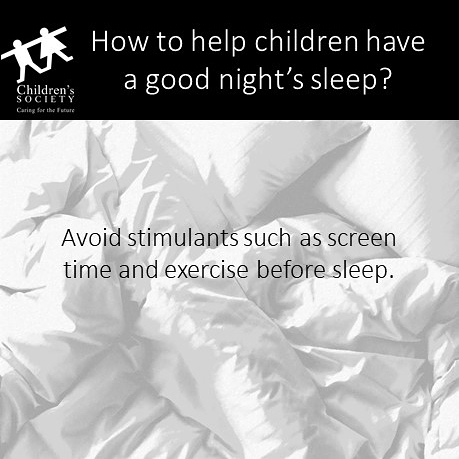 How to help children have
a good night's sleep?
Children's
SOCIETY
Caring for the Future
Avoid stimulants such as screen
time and exercise before sleep.